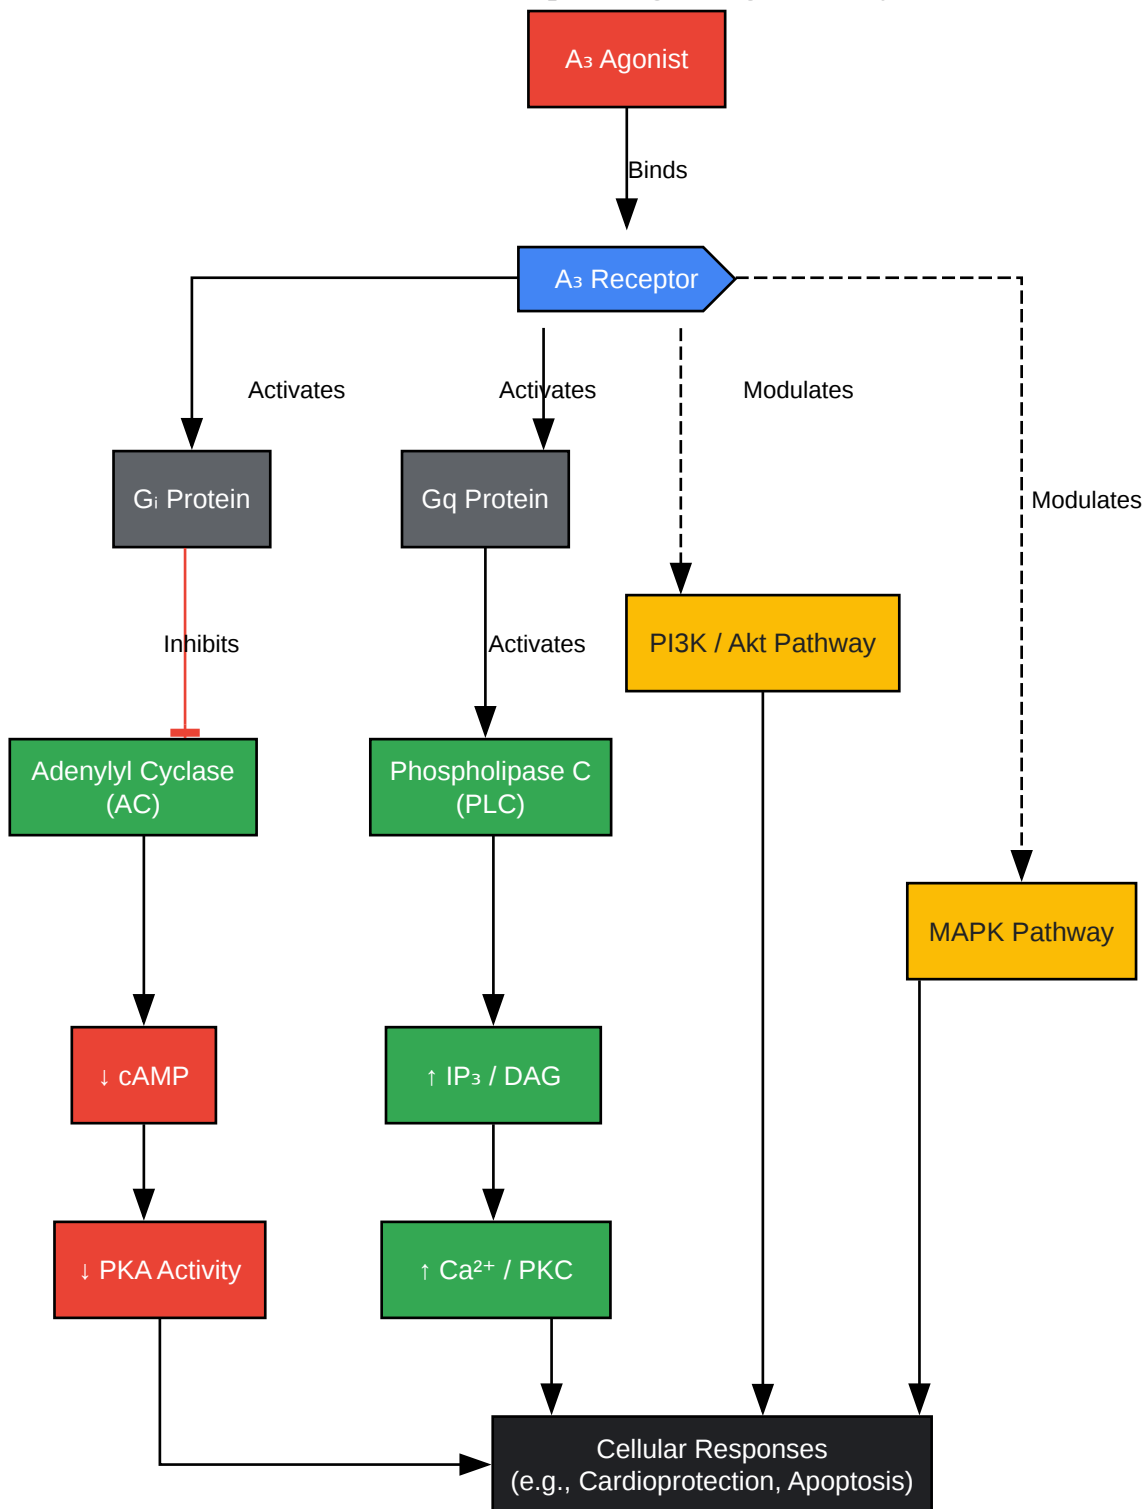 A₃ Agonist
Binds
A₃ Receptor
Activates
Activates
Modulates
Gᵢ Protein
Gq Protein
Modulates
Inhibits
Activates
PI3K / Akt Pathway
Adenylyl Cyclase
(AC)
Phospholipase C
(PLC)
MAPK Pathway
↓ cAMP
↑ IP₃ / DAG
↓ PKA Activity
↑ Ca²⁺ / PKC
Cellular Responses
(e.g., Cardioprotection, Apoptosis)